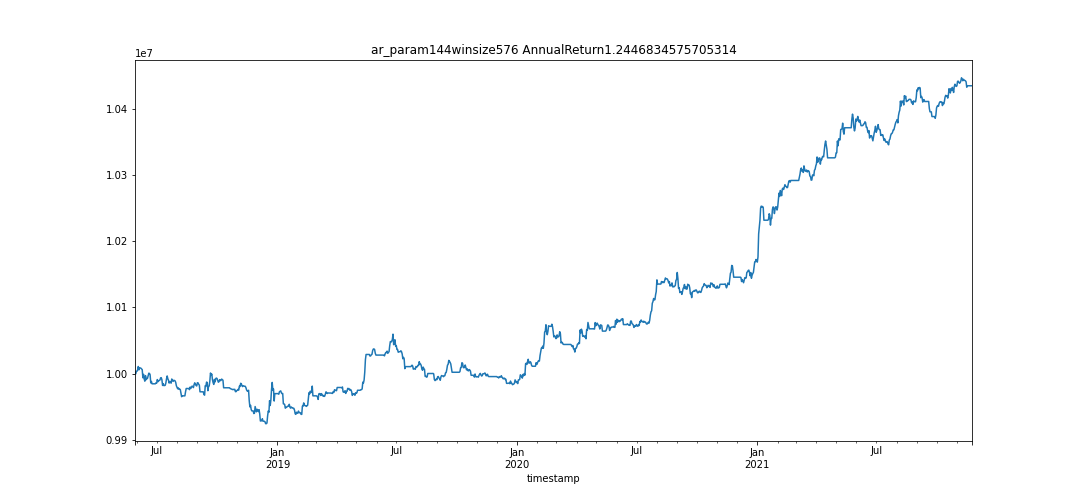 ar_param144winsize576 AnnualReturn1.2446834575705314
1e7
1.04
1.03
1.02
1.01
1.00
0.99
Jul
Jan
2019
Jul
Jan
2020
Jul
Jan
2021
Jul
timestamp